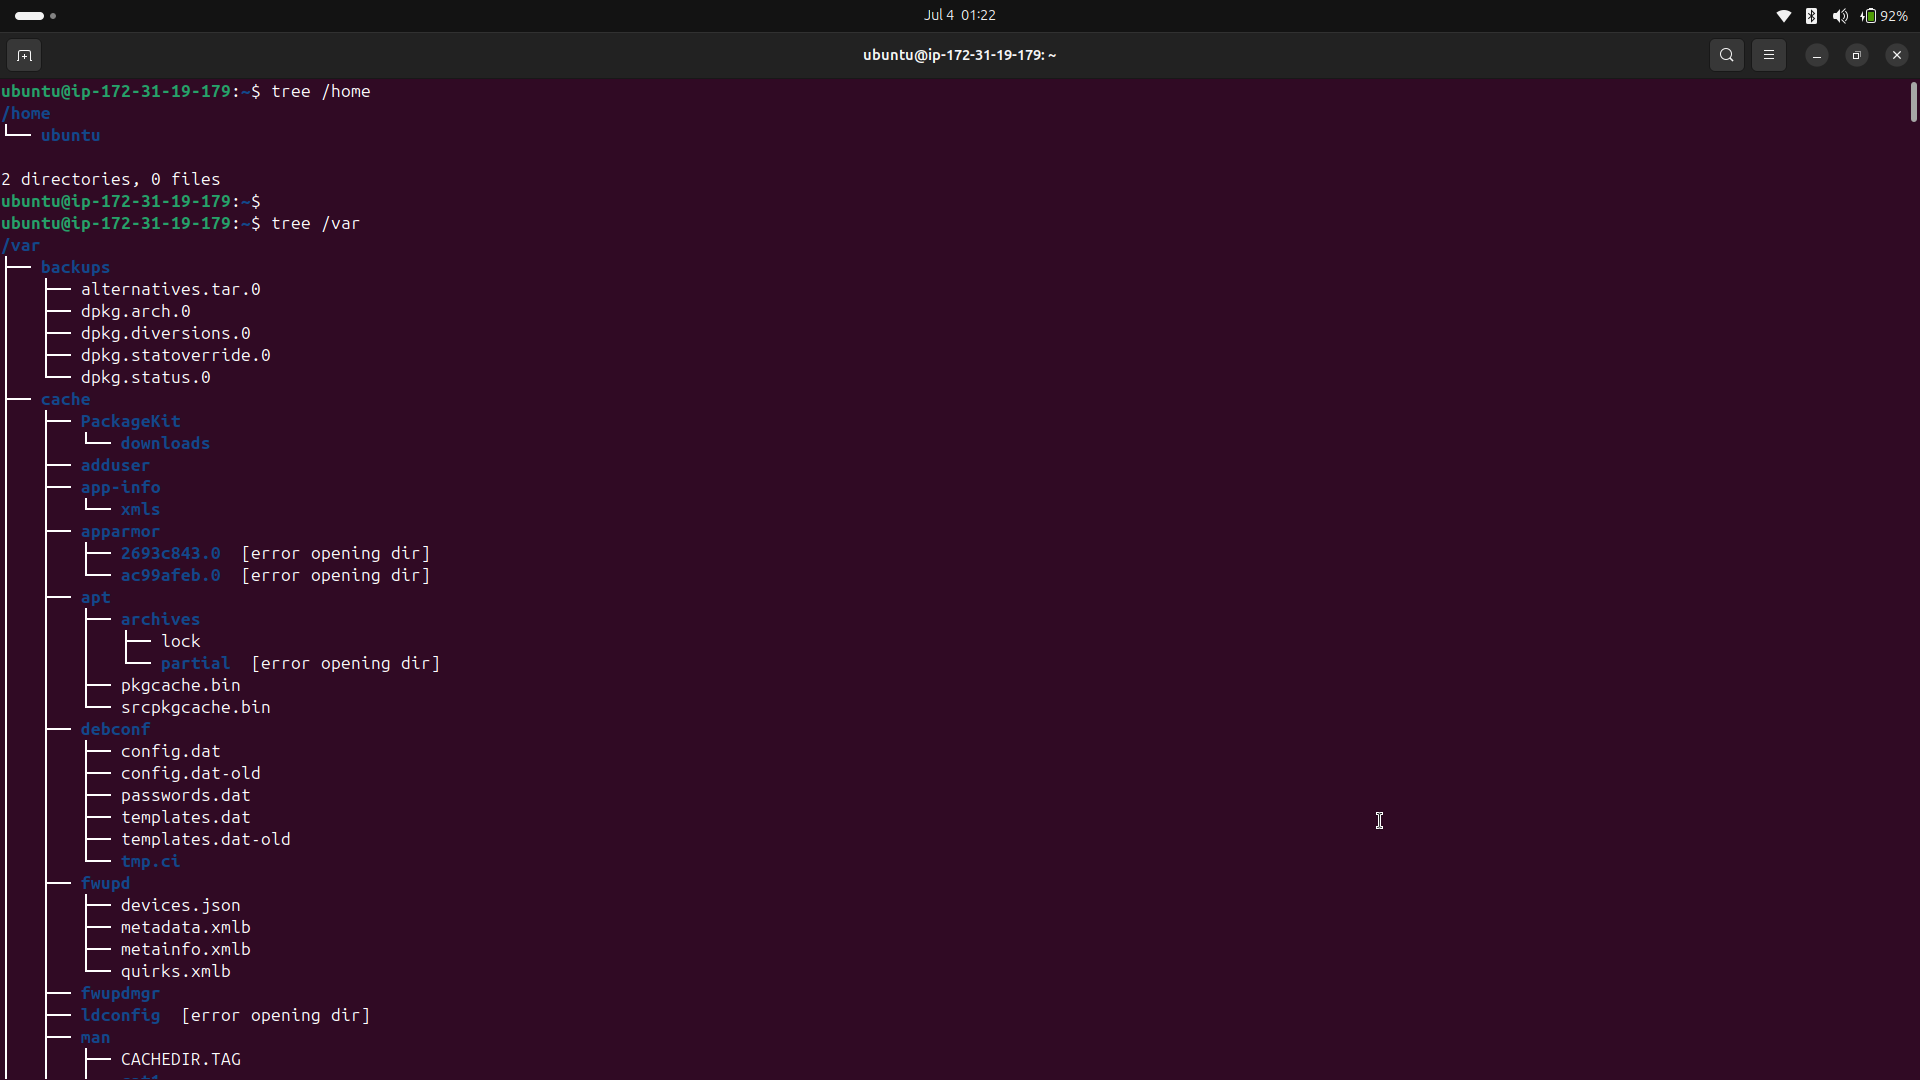 Jul 4 01:22
92%
ubuntu@ip-172-31-19-179: ~
ubuntu@ip-172-31-19-179:~$ tree /home
/home
└── ubuntu
2 directories, 0 files
ubuntu@ip-172-31-19-179:~$
ubuntu@ip-172-31-19-179:~$ tree /var
/var
├── backups
│   ├── alternatives.tar.0
│   ├── dpkg.arch.0
│   ├── dpkg.diversions.0
│   ├── dpkg.statoverride.0
│   └── dpkg.status.0
├── cache
│   ├── PackageKit
│   │   └── downloads
│   ├── adduser
│   ├── app-info
│   │   └── xmls
│   ├── apparmor
│   │   ├── 2693c843.0  [error opening dir]
│   │   └── ac99afeb.0  [error opening dir]
│   ├── apt
│   │   ├── archives
│   │   │   ├── lock
│   │   │   └── partial  [error opening dir]
│   │   ├── pkgcache.bin
│   │   └── srcpkgcache.bin
│   ├── debconf
│   │   ├── config.dat
│   │   ├── config.dat-old
│   │   ├── passwords.dat
│   │   ├── templates.dat
│   │   ├── templates.dat-old
│   │   └── tmp.ci
│   ├── fwupd
│   │   ├── devices.json
│   │   ├── metadata.xmlb
│   │   ├── metainfo.xmlb
│   │   └── quirks.xmlb
│   ├── fwupdmgr
│   ├── ldconfig  [error opening dir]
│   ├── man
│   │   ├── CACHEDIR.TAG